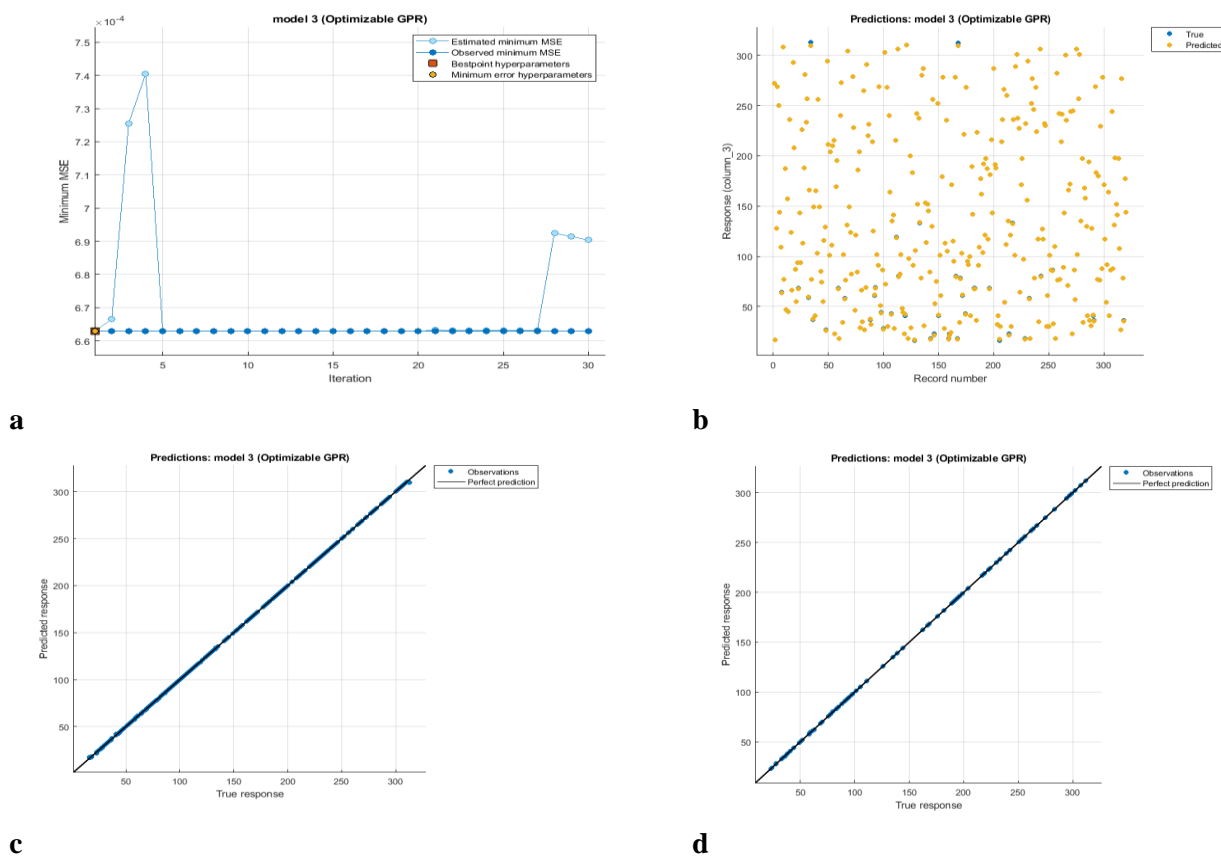 model 3 (Optimizable GPR)
× 10⁻⁴
7.5
7.4
7.3
7.2
7.1
7
6.9
6.8
6.7
6.6
Minimum MSE
5
10
15
20
25
30
Iteration
Estimated minimum MSE
Observed minimum MSE
Bestpoint hyperparameters
Minimum error hyperparameters
a
Predictions: model 3 (Optimizable GPR)
True
Predicted
300
250
200
150
100
50
Response (column_3)
0
50
100
150
200
250
300
Record number
b
Predictions: model 3 (Optimizable GPR)
Observations
Perfect prediction
300
250
200
150
100
50
Predicted response
50
100
150
200
250
300
True response
c
Predictions: model 3 (Optimizable GPR)
Observations
Perfect prediction
300
250
200
150
100
50
Predicted response
50
100
150
200
250
300
True response
d